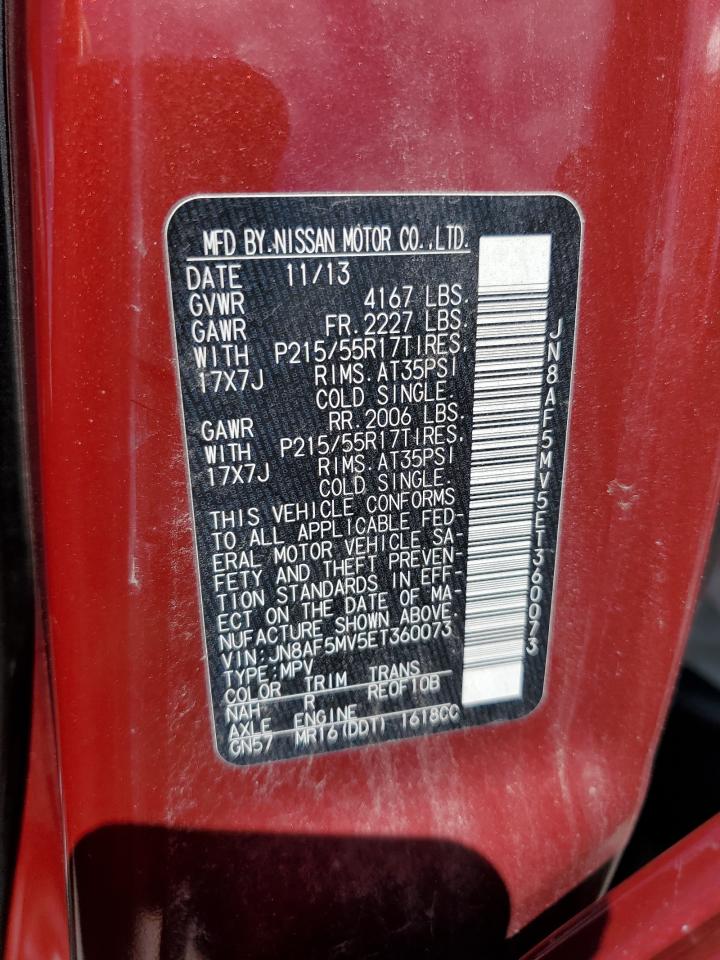 MFD BY.NISSAN MOTOR CO.,LTD.
DATE 11/13
GVWR 4167 LBS.
GAWR FR. 2227 LBS.
WITH P215/55R17TIRES,
17X7J RIMS. AT35PSI
COLD SINGLE.
GAWR RR. 2006 LBS.
WITH P215/55R17TIRES,
17X7J RIMS. AT35PSI
COLD SINGLE.
THIS VEHICLE CONFORMS
TO ALL APPLICABLE FED-
ERAL MOTOR VEHICLE SA-
FETY AND THEFT PREVEN-
TION STANDARDS IN EFF-
ECT ON THE DATE OF MA-
NUFACTURE SHOWN ABOVE.
VIN:JN8AF5MV5ET360073
TYPE:MPV
COLOR TRIM TRANS
NAH R RE0F10B
AXLE ENGINE
GN57 MR16(DDT) 1618CC
JN8AF5MV5ET360073